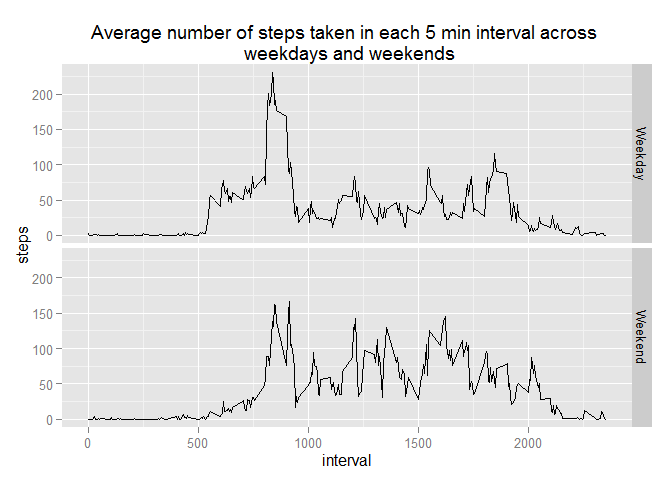 Average number of steps taken in each 5 min interval across
weekdays and weekends
200
150
100
50
0
Weekday
steps
200
150
100
50
0
Weekend
0 500 1000 1500 2000
interval